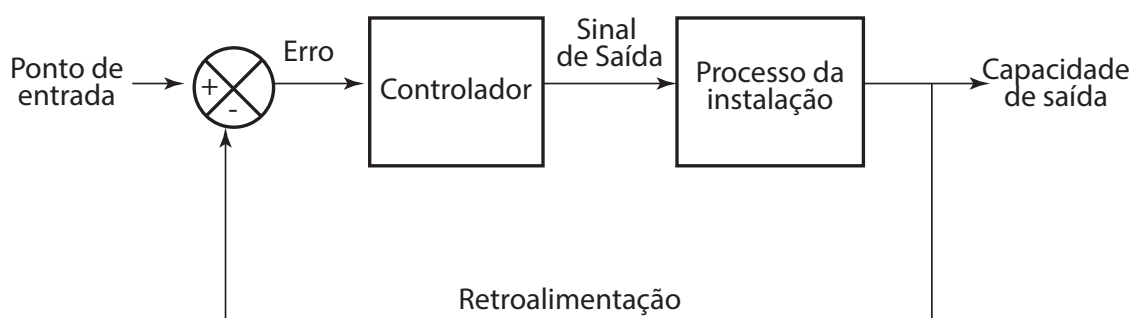 Ponto de
entrada
+
-
Erro
Controlador
Sinal
de Saída
Processo da
instalação
Capacidade
de saída
Retroalimentação